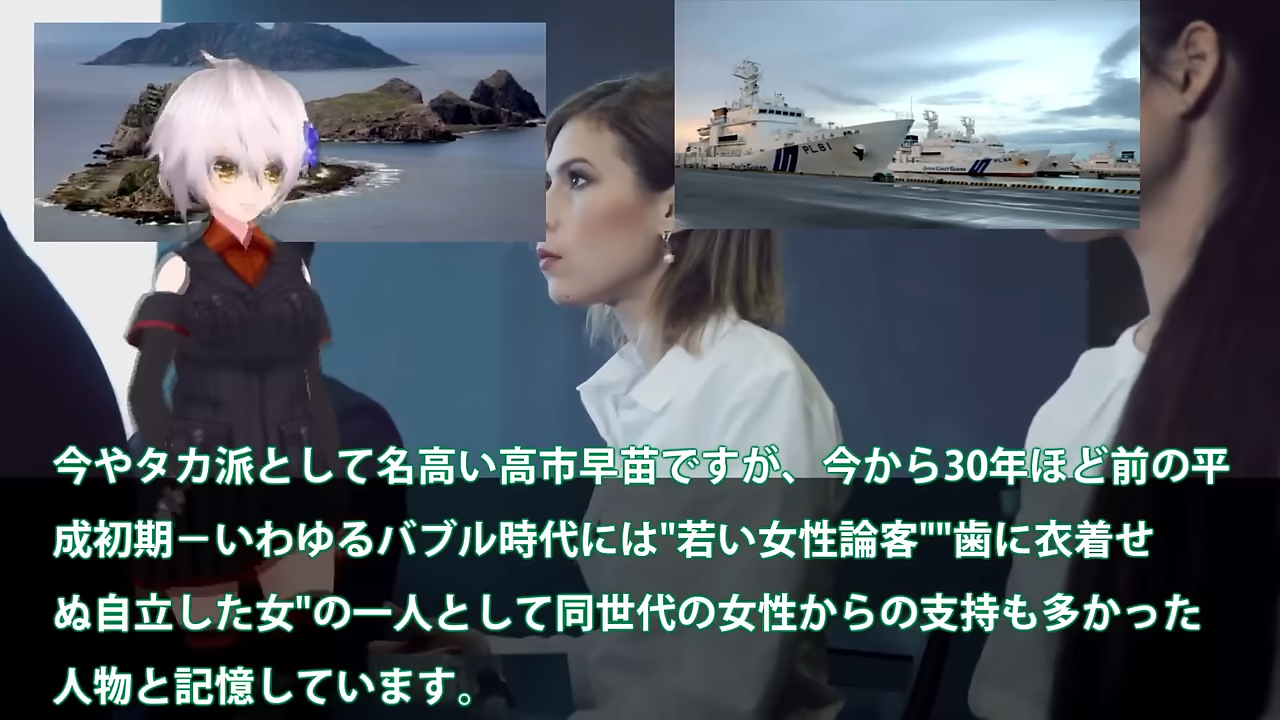 PL81
JAPAN COAST GUARD
今やタカ派として名高い高市早苗ですが、今から30年ほど前の平
成初期－いわゆるバブル時代には"若い女性論客""歯に衣着せ
ぬ自立した女"の一人として同世代の女性からの支持も多かった
人物と記憶しています。